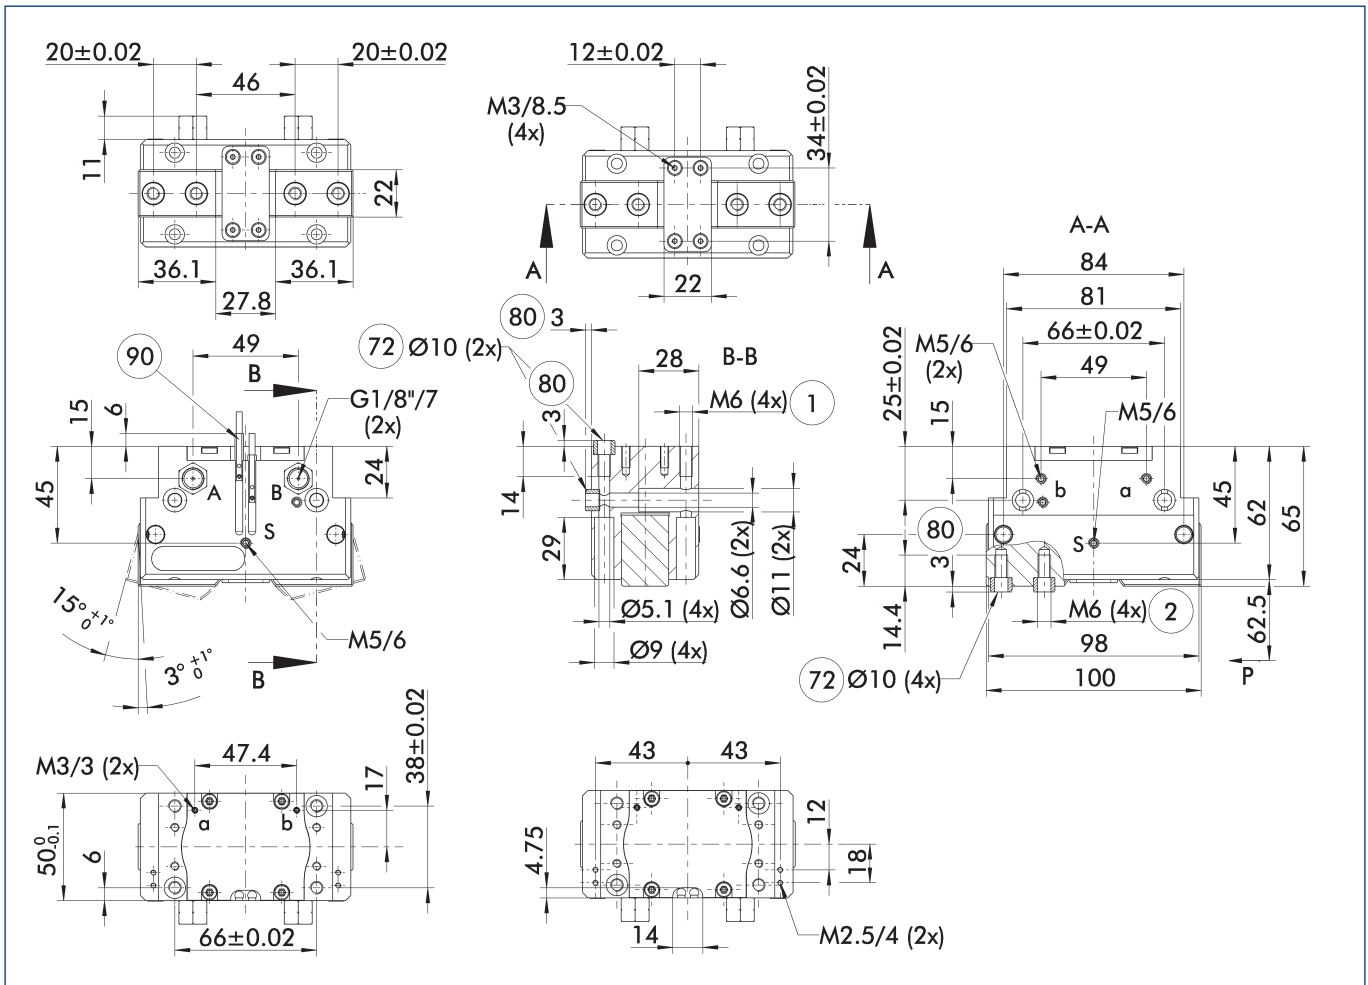 20±0.02
20±0.02
46
11
22
36.1
36.1
27.8
12±0.02
M3/8.5
(4x)
34±0.02
A
A
22
A-A
84
81
66±0.02
49
M5/6
(2x)
M5/6
25±0.02
15
b
a
S
80
24
3
14.4
45
62
65
62.5
M6 (4x)
2
98
100
P
72
Ø10 (4x)
90
49
B
6
15
45
G1/8"/7
(2x)
24
A
B
S
15° +1° 0
3° +1° 0
M5/6
B
80
3
72
Ø10 (2x)
80
28
B-B
M6 (4x)
1
3
14
29
Ø5.1 (4x)
Ø9 (4x)
Ø6.6 (2x)
Ø11 (2x)
47.4
M3/3 (2x)
17
38±0.02
a
b
50 0 -0.1
6
66±0.02
43
43
12
18
4.75
14
M2.5/4 (2x)